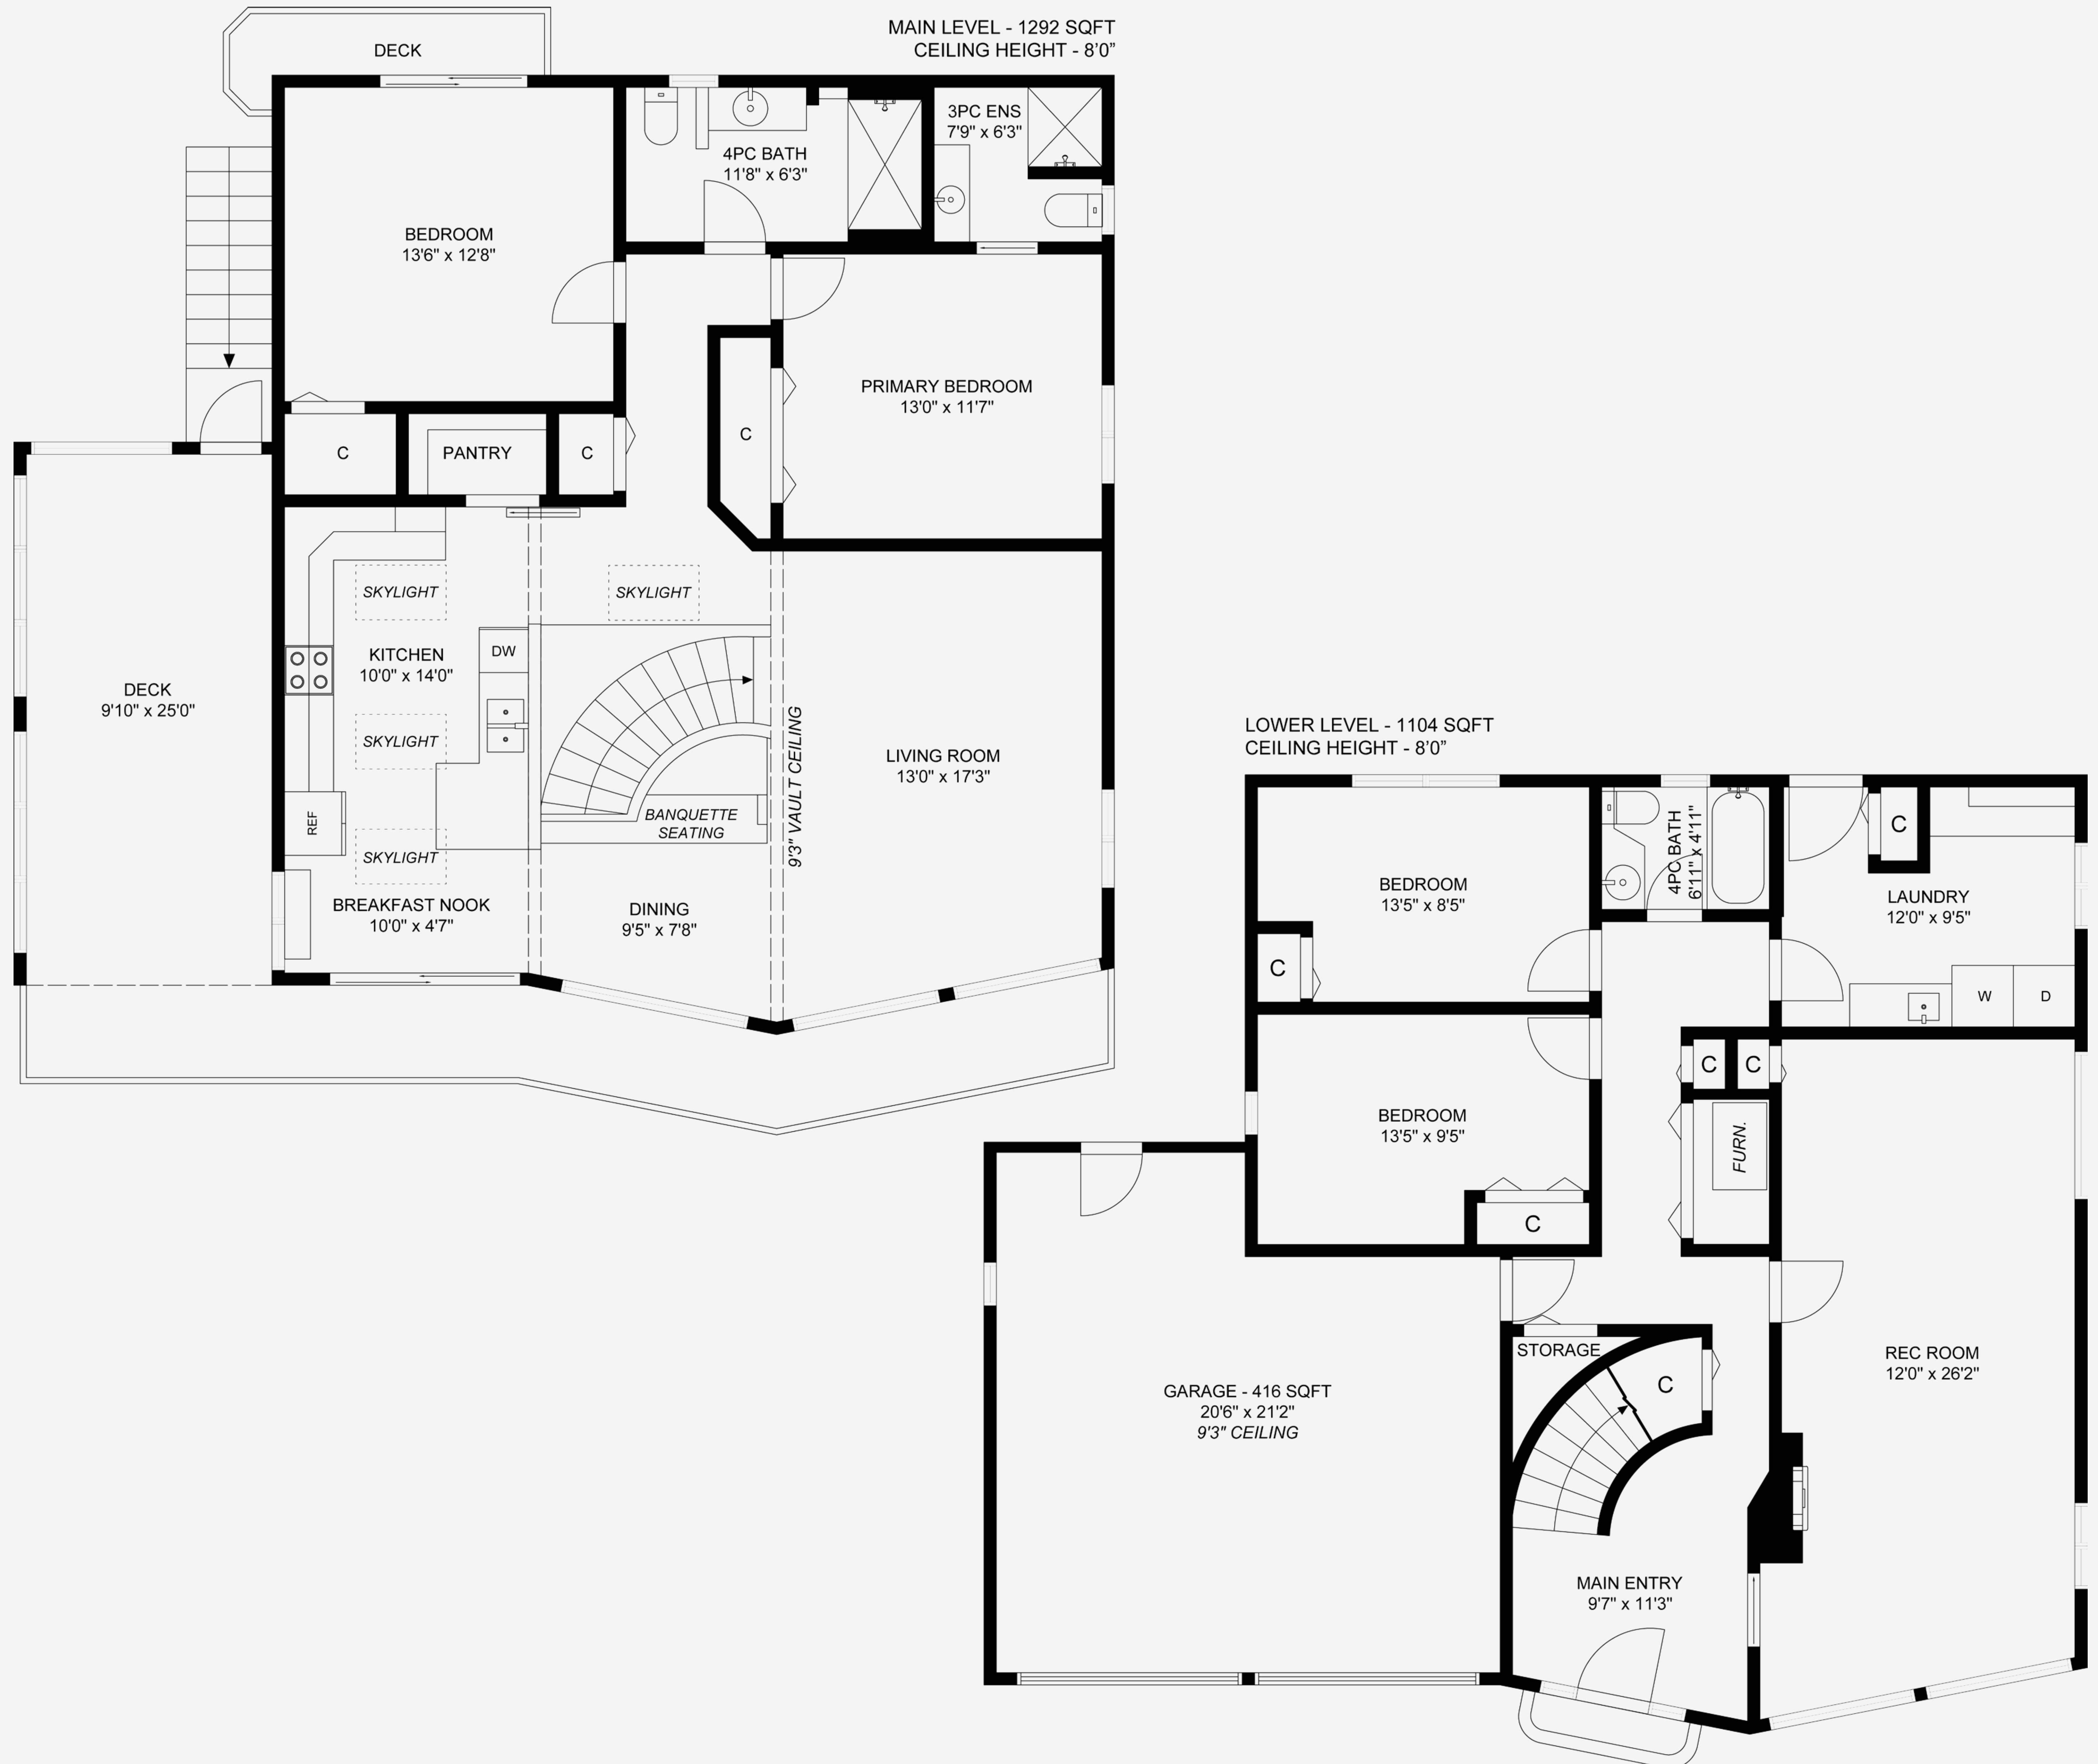 MAIN LEVEL - 1292 SQFT
CEILING HEIGHT - 8'0”
DECK
3PC ENS
7'9" x 6'3"
4PC BATH
11'8" x 6'3"
BEDROOM
13'6" x 12'8"
PRIMARY BEDROOM
13'0" x 11'7"
C
C
PANTRY
C
SKYLIGHT
SKYLIGHT
KITCHEN
10'0" x 14'0"
DW
DECK
9'10" x 25'0"
SKYLIGHT
9'3" VAULT CEILING
LIVING ROOM
13'0" x 17'3"
REF
BANQUETTE
SEATING
SKYLIGHT
BREAKFAST NOOK
10'0" x 4'7"
DINING
9'5" x 7'8"
LOWER LEVEL - 1104 SQFT
CEILING HEIGHT - 8’0”
BEDROOM
13'5" x 8'5"
4PC BATH
6'11" x 4'11"
C
LAUNDRY
12'0" x 9'5"
C
W
D
C
C
BEDROOM
13'5" x 9'5"
FURN.
C
STORAGE
C
REC ROOM
12'0" x 26'2"
GARAGE - 416 SQFT
20'6" x 21'2"
9'3" CEILING
MAIN ENTRY
9'7" x 11'3"